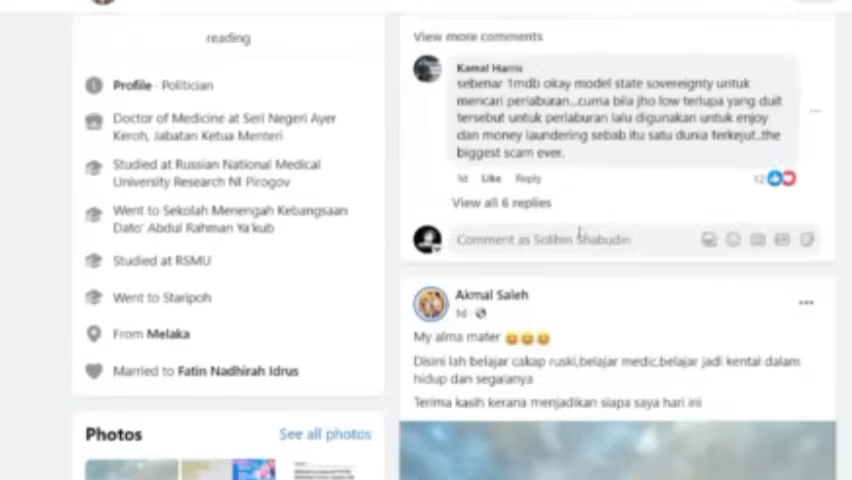 reading
Profile · Politician
Doctor of Medicine at Seri Negeri Ayer
Keroh, Jabatan Ketua Menteri
Studied at Russian National Medical
University Research NI Pirogov
Went to Sekolah Menengah Kebangsaan
Dato' Abdul Rahman Ya'kub
Studied at RSMU
Went to Staripoh
From Melaka
Married to Fatin Nadhirah Idrus
Photos
See all photos
View more comments
Kamal Harris
sebenar 1mdb okay model state sovereignty untuk
mencari perlaburan...cuma bila jho low terlupa yang duit
tersebut untuk perlaburan lalu digunakan untuk enjoy
dan money laundering sebab itu satu dunia terkejut..the
biggest scam ever.
1d Like Reply
12
View all 6 replies
Comment as Solihin Shabudin
Akmal Saleh
1d ·
My alma mater 😄😄😄
Disini lah belajar cakap ruski,belajar medic,belajar jadi kental dalam
hidup dan segalanya
Terima kasih kerana menjadikan siapa saya hari ini